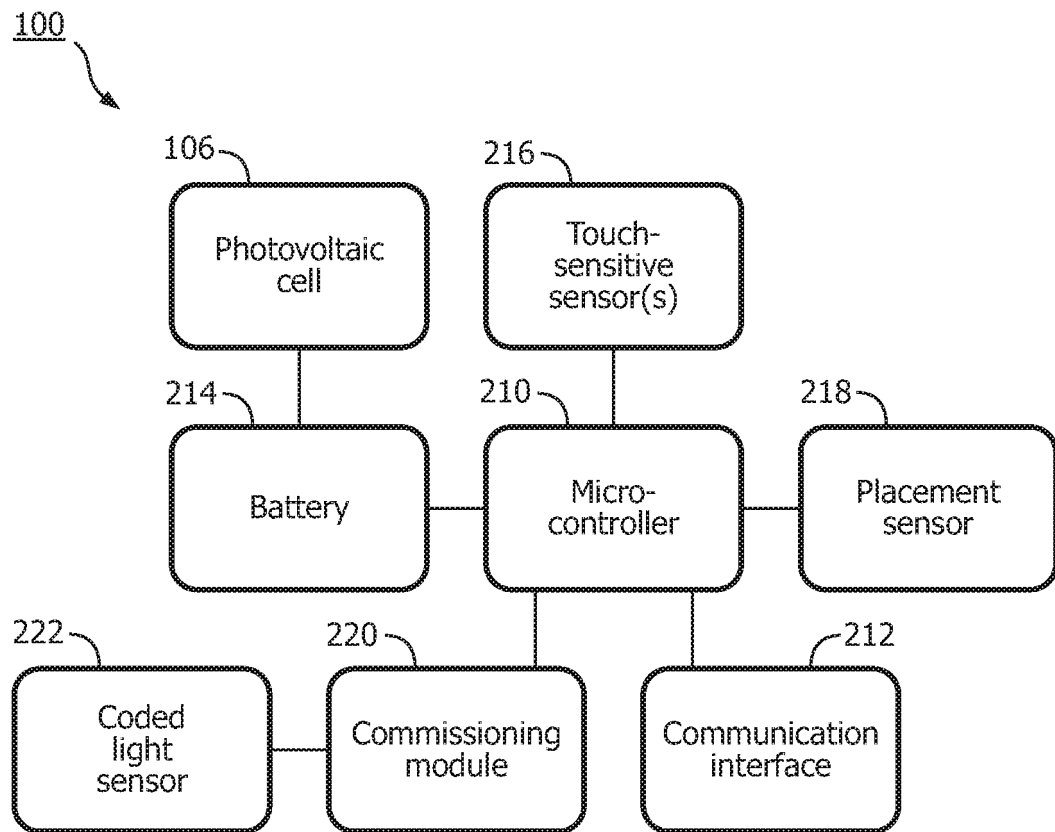 100
106
216
Photovoltaic
cell
Touch-
sensitive
sensor(s)
214
210
218
Battery
Micro-
controller
Placement
sensor
222
220
212
Coded
light
sensor
Commissioning
module
Communication
interface